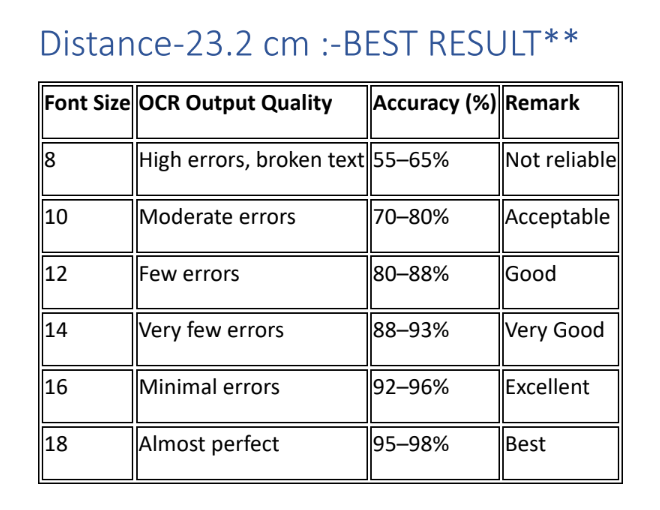 Distance-23.2 cm :-BEST RESULT**
Font Size OCR Output Quality Accuracy (%) Remark
8 High errors, broken text 55–65% Not reliable
10 Moderate errors 70–80% Acceptable
12 Few errors 80–88% Good
14 Very few errors 88–93% Very Good
16 Minimal errors 92–96% Excellent
18 Almost perfect 95–98% Best